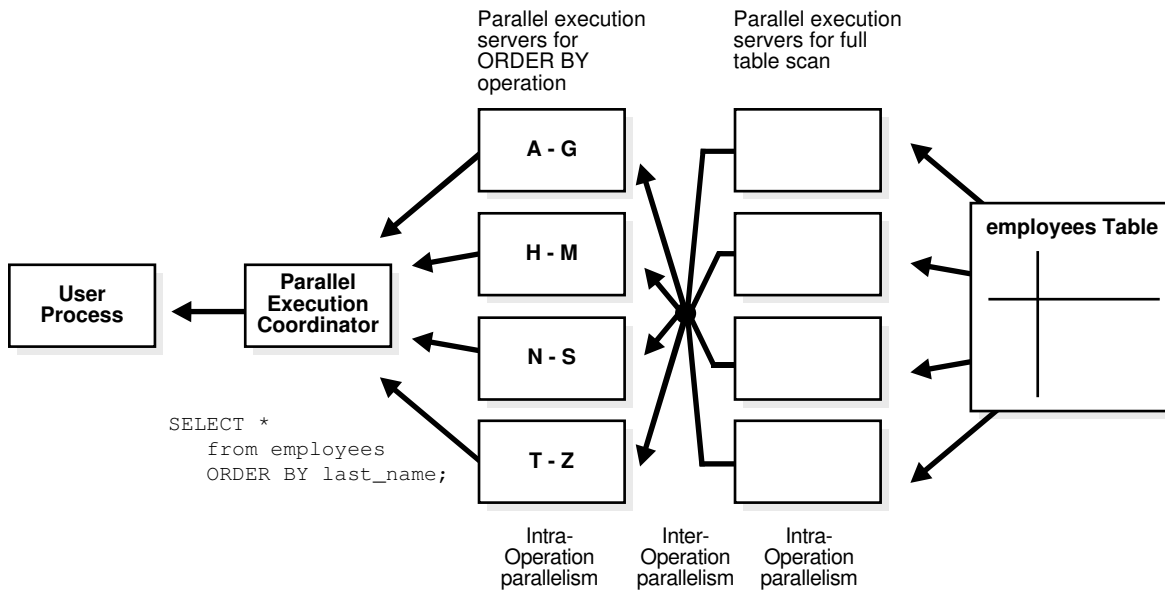 Parallel execution
servers for
ORDER BY
operation
Parallel execution
servers for full
table scan
A - G
H - M
N - S
T - Z
employees Table
User
Process
Parallel
Execution
Coordinator
SELECT *
from employees
ORDER BY last_name;
Intra-
Operation
parallelism
Inter-
Operation
parallelism
Intra-
Operation
parallelism